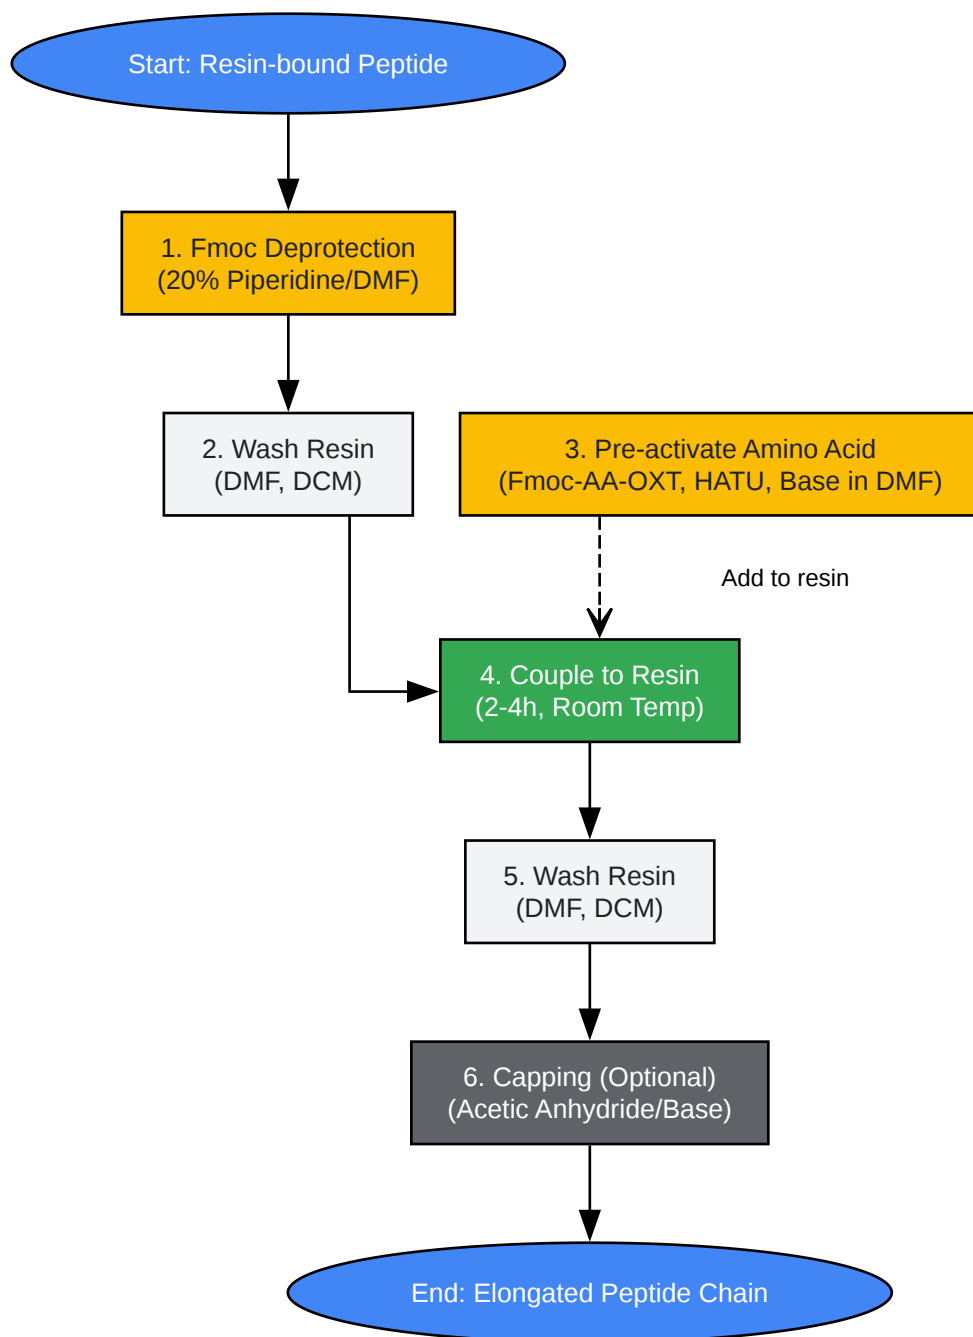 Start: Resin-bound Peptide
1. Fmoc Deprotection
(20% Piperidine/DMF)
2. Wash Resin
(DMF, DCM)
3. Pre-activate Amino Acid
(Fmoc-AA-OXT, HATU, Base in DMF)
Add to resin
4. Couple to Resin
(2-4h, Room Temp)
5. Wash Resin
(DMF, DCM)
6. Capping (Optional)
(Acetic Anhydride/Base)
End: Elongated Peptide Chain